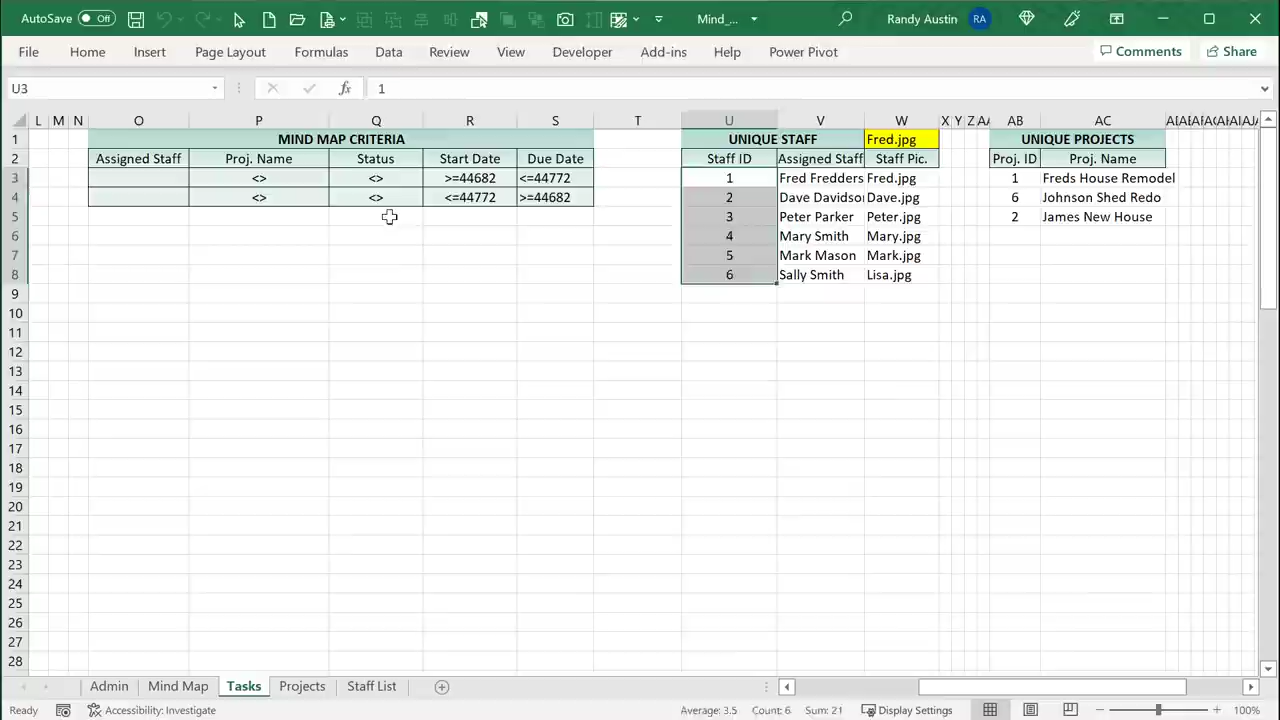 AutoSave Off Mind_... Randy Austin RA
File Home Insert Page Layout Formulas Data Review View Developer Add-ins Help Power Pivot Comments Share
U3 fx 1
L M N O P Q R S T U V W X Y Z AB AC
1 MIND MAP CRITERIA UNIQUE STAFF Fred.jpg UNIQUE PROJECTS
2 Assigned Staff Proj. Name Status Start Date Due Date Staff ID Assigned Staff Staff Pic. Proj. ID Proj. Name
3 <> <> >=44682 <=44772 1 Fred Fredders Fred.jpg 1 Freds House Remodel
4 <> <> <=44772 >=44682 2 Dave Davidson Dave.jpg 6 Johnson Shed Redo
5 3 Peter Parker Peter.jpg 2 James New House
6 4 Mary Smith Mary.jpg
7 5 Mark Mason Mark.jpg
8 6 Sally Smith Lisa.jpg
9
10
11
12
13
14
15
16
17
18
19
20
21
22
23
24
25
26
27
28
Admin Mind Map Tasks Projects Staff List
Ready Accessibility: Investigate Average: 3.5 Count: 6 Sum: 21 Display Settings 100%